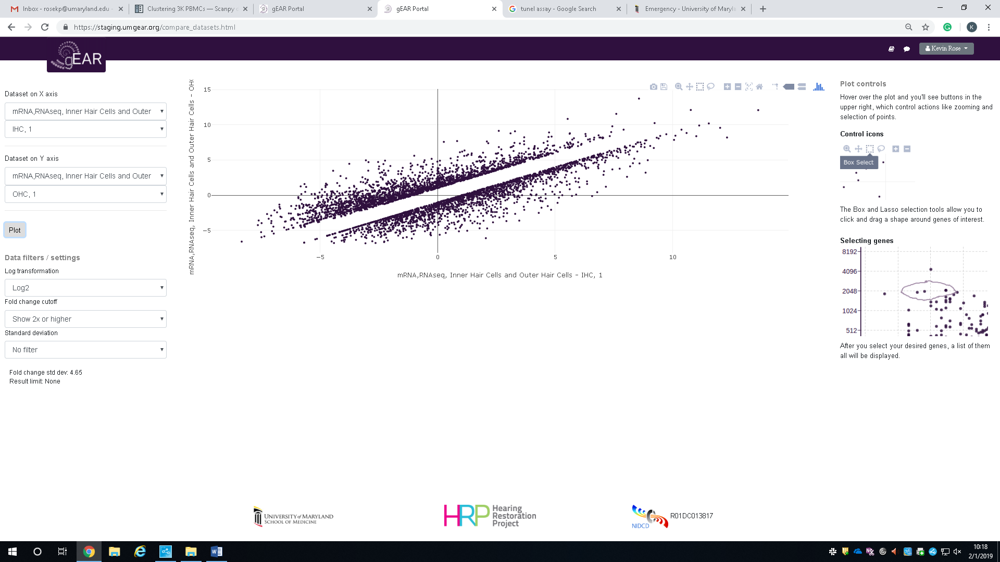 Inbox - rosekp@umaryland.edu -
Clustering 3K PBMCs — Scanpy
gEAR Portal
gEAR Portal
tunel assay - Google Search
Emergency - University of Maryla
https://staging.umgear.org/compare_datasets.html
K
gEAR
Kevin Rose
Dataset on X axis
mRNA,RNAseq, Inner Hair Cells and Outer
IHC, 1
Dataset on Y axis
mRNA,RNAseq, Inner Hair Cells and Outer
OHC, 1
Plot
Data filters / settings
Log transformation
Log2
Fold change cutoff
Show 2x or higher
Standard deviation
No filter
Fold change std dev: 4.65
Result limit: None
mRNA,RNAseq, Inner Hair Cells and Outer Hair Cells - OHC
15
10
5
0
−5
−5
0
5
10
mRNA,RNAseq, Inner Hair Cells and Outer Hair Cells - IHC, 1
Plot controls
Hover over the plot and you'll see buttons in the
upper right, which control actions like zooming and
selection of points.
Control icons
Box Select
The Box and Lasso selection tools allow you to
click and drag a shape around genes of interest.
Selecting genes
8192
4096
2048
1024
512
After you select your desired genes, a list of them
all will be displayed.
UNIVERSITY of MARYLAND
SCHOOL OF MEDICINE
HRP Hearing
Restoration
Project
NIDCD
R01DC013817
10:18
2/1/2019